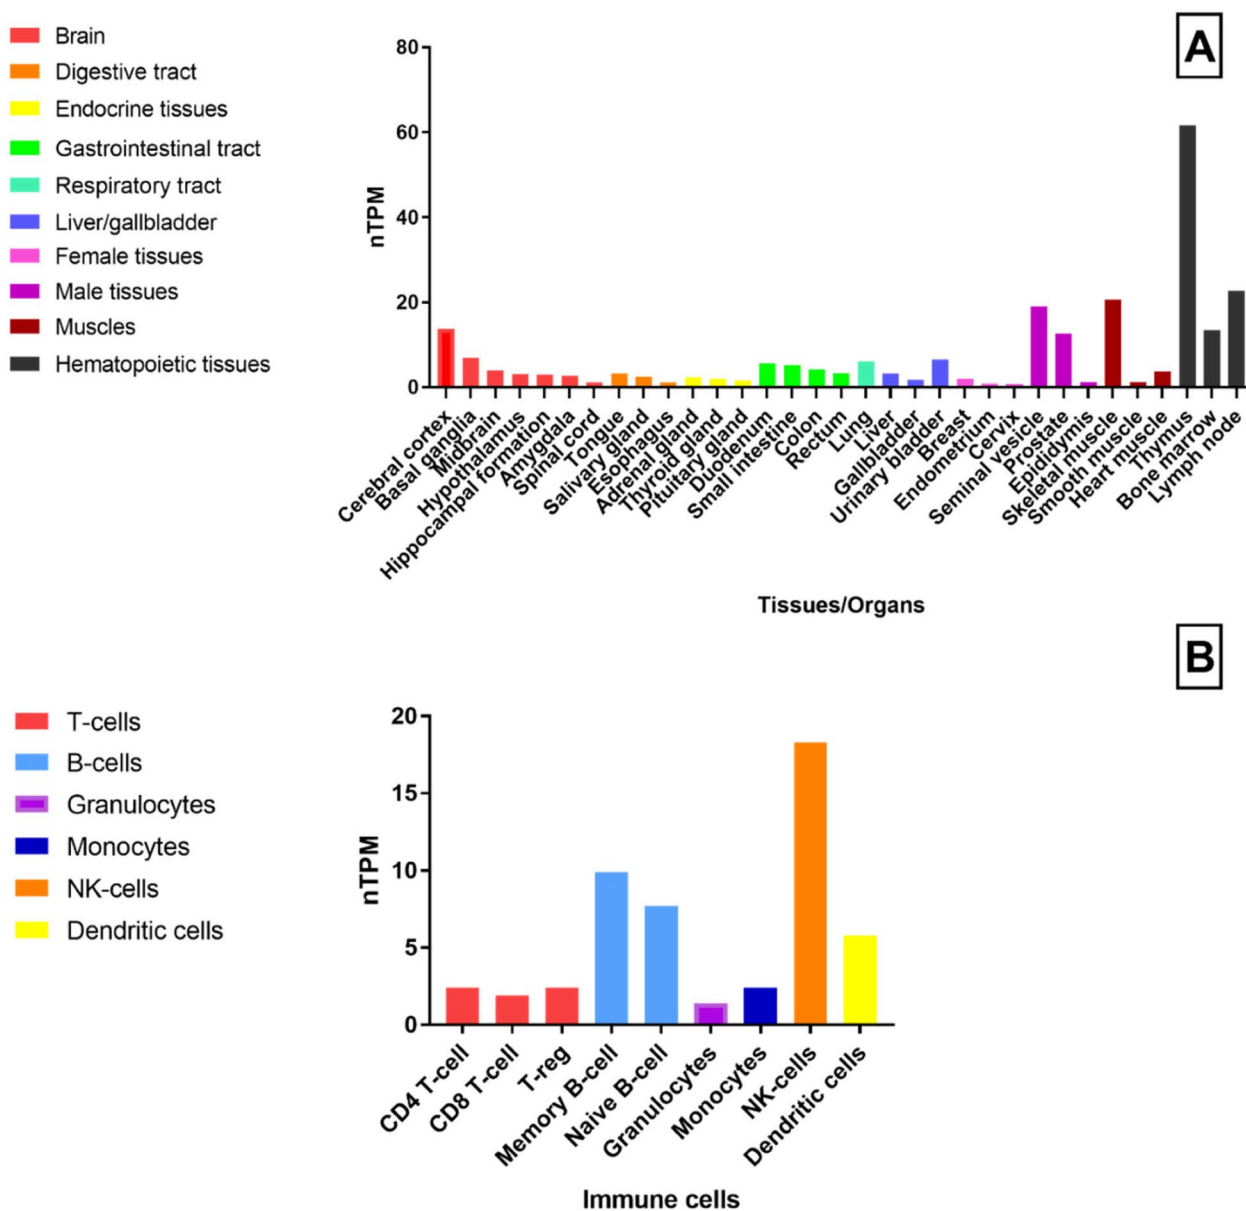 A
Brain
Digestive tract
Endocrine tissues
Gastrointestinal tract
Respiratory tract
Liver/gallbladder
Female tissues
Male tissues
Muscles
Hematopoietic tissues
nTPM
80
60
40
20
0
Cerebral cortex
Basal ganglia
Midbrain
Hypothalamus
Hippocampal formation
Amygdala
Spinal cord
Tongue
Salivary gland
Esophagus
Adrenal gland
Thyroid gland
Pituitary gland
Duodenum
Small intestine
Colon
Rectum
Lung
Liver
Gallbladder
Urinary bladder
Breast
Endometrium
Cervix
Seminal vesicle
Prostate
Epididymis
Skeletal muscle
Smooth muscle
Heart muscle
Thymus
Bone marrow
Lymph node
Tissues/Organs
B
T-cells
B-cells
Granulocytes
Monocytes
NK-cells
Dendritic cells
nTPM
20
15
10
5
0
CD4 T-cell
CD8 T-cell
T-reg
Memory B-cell
Naive B-cell
Granulocytes
Monocytes
NK-cells
Dendritic cells
Immune cells